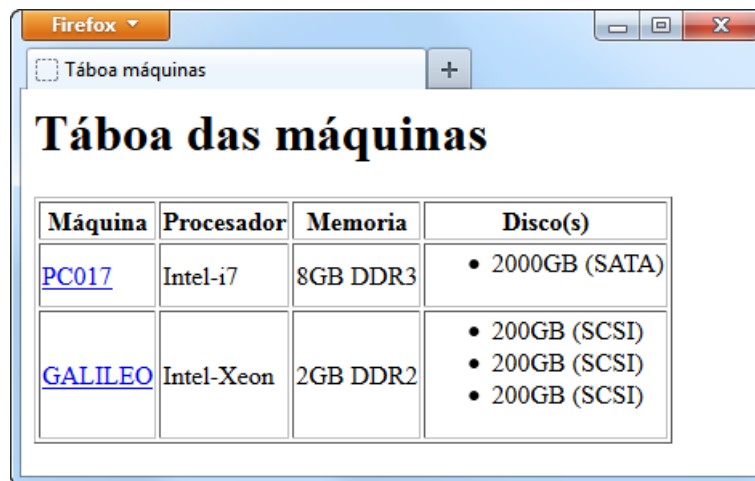 Firefox
Táboa máquinas
Táboa das máquinas
Máquina Procesador Memoria Disco(s)
PC017 Intel-i7 8GB DDR3 • 2000GB (SATA)
GALILEO Intel-Xeon 2GB DDR2 • 200GB (SCSI)
• 200GB (SCSI)
• 200GB (SCSI)